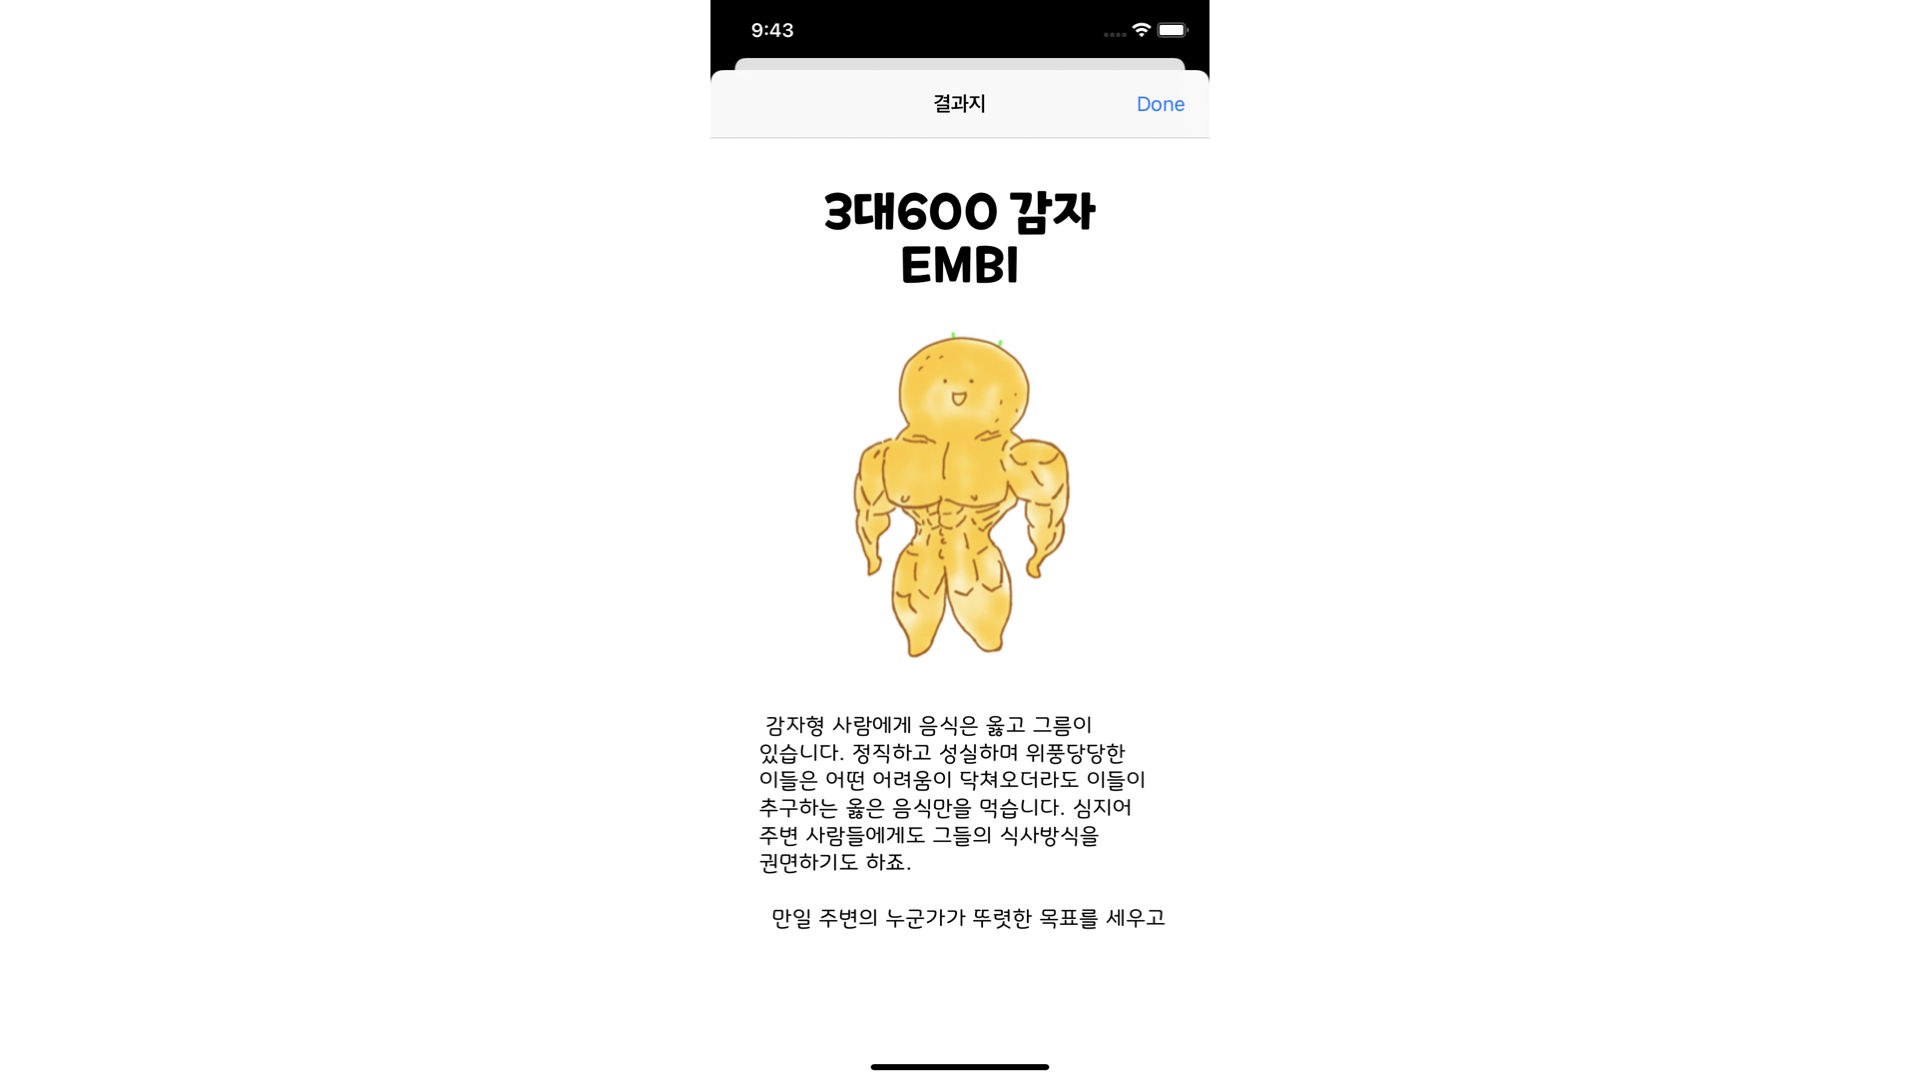 9:43
결과지
Done
3대600 감자
EMBI
감자형 사람에게 음식은 옳고 그름이
있습니다. 정직하고 성실하며 위풍당당한
이들은 어떤 어려움이 닥쳐오더라도 이들이
추구하는 옳은 음식만을 먹습니다. 심지어
주변 사람들에게도 그들의 식사방식을
권면하기도 하죠.
만일 주변의 누군가가 뚜렷한 목표를 세우고